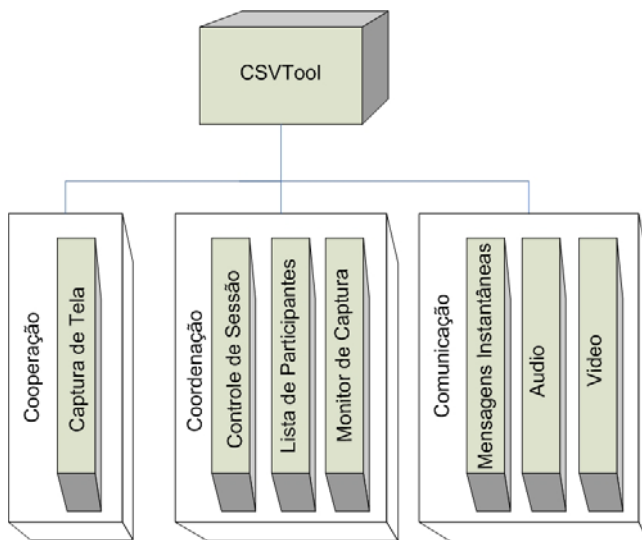 CSVTool
Cooperação
Captura de Tela
Coordenação
Controle de Sessão
Lista de Participantes
Monitor de Captura
Comunicação
Mensagens Instantâneas
Audio
Video